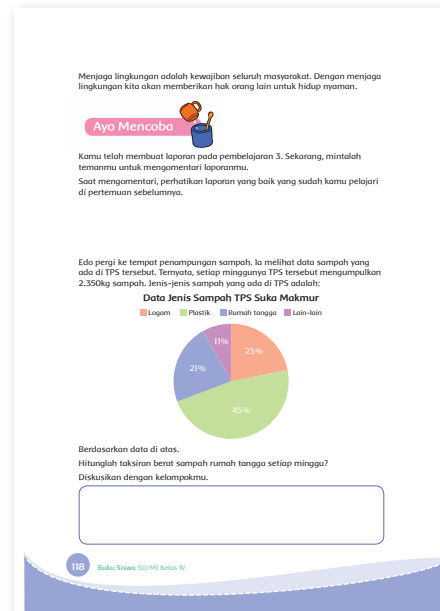 Menjaga lingkungan adalah kewajiban seluruh masyarakat. Dengan menjaga
lingkungan kita akan memberikan hak orang lain untuk hidup nyaman.
Ayo Mencoba
Kamu telah membuat laporan pada pembelajaran 3. Sekarang, mintalah
temanmu untuk mengomentari laporanmu.
Saat mengomentari, perhatikan laporan yang baik yang sudah kamu pelajari
di pertemuan sebelumnya.
Edo pergi ke tempat penampungan sampah. Ia melihat data sampah yang
ada di TPS tersebut. Ternyata, setiap minggunya TPS tersebut mengumpulkan
2.350kg sampah. Jenis-jenis sampah yang ada di TPS adalah:
Data Jenis Sampah TPS Suka Makmur
Logam Plastik Rumah tangga Lain-lain
11%
23%
21%
45%
Berdasarkan data di atas.
Hitunglah taksiran berat sampah rumah tangga setiap minggu?
Diskusikan dengan kelompokmu.
118 Buku Siswa SD/MI Kelas IV